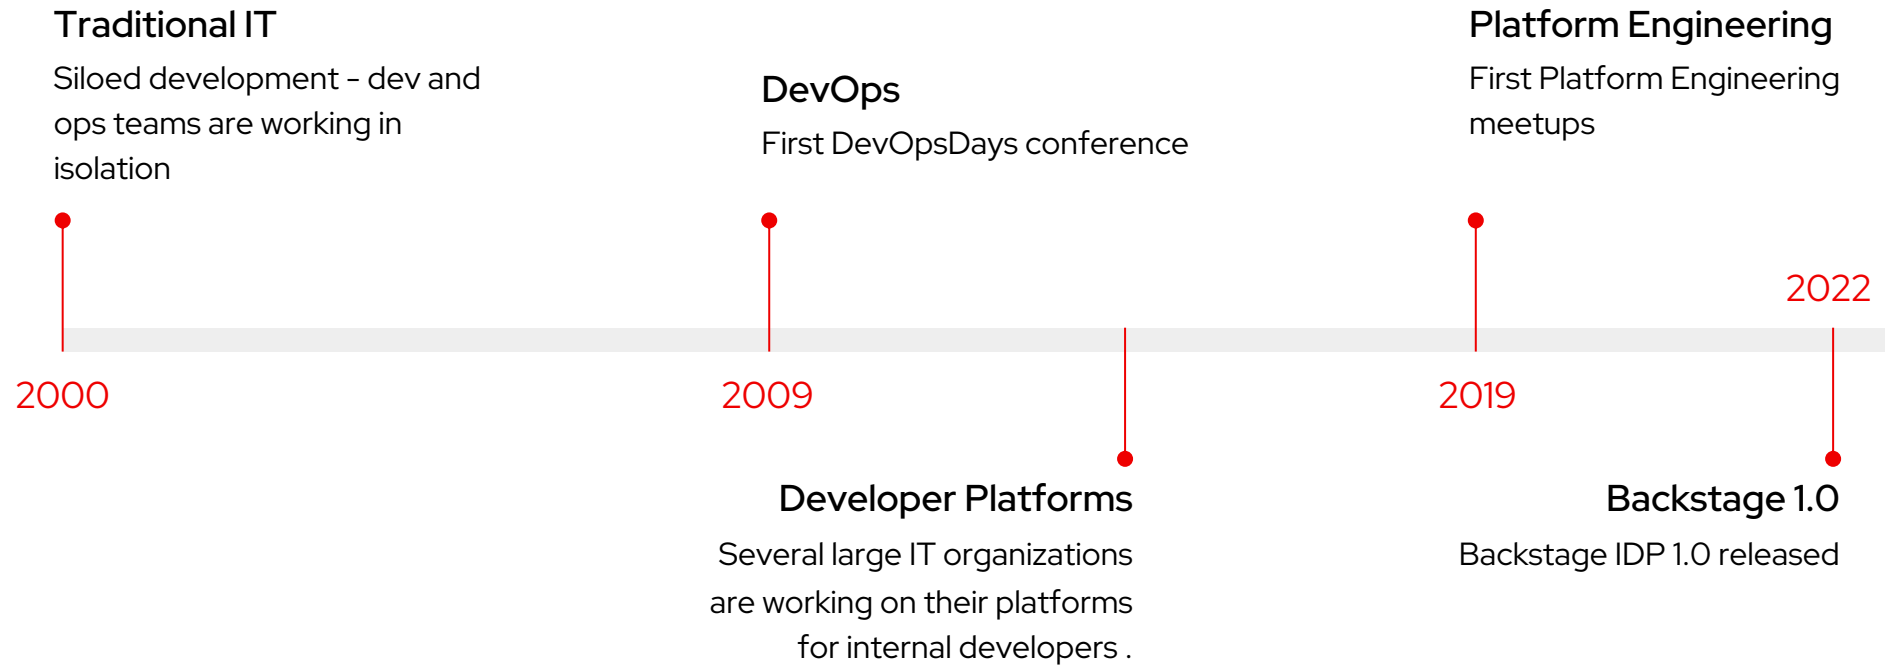 Traditional IT
Siloed development - dev and
ops teams are working in
isolation
DevOps
First DevOpsDays conference
Platform Engineering
First Platform Engineering
meetups
2022
2000
2009
2019
Developer Platforms
Several large IT organizations
are working on their platforms
for internal developers .
Backstage 1.0
Backstage IDP 1.0 released